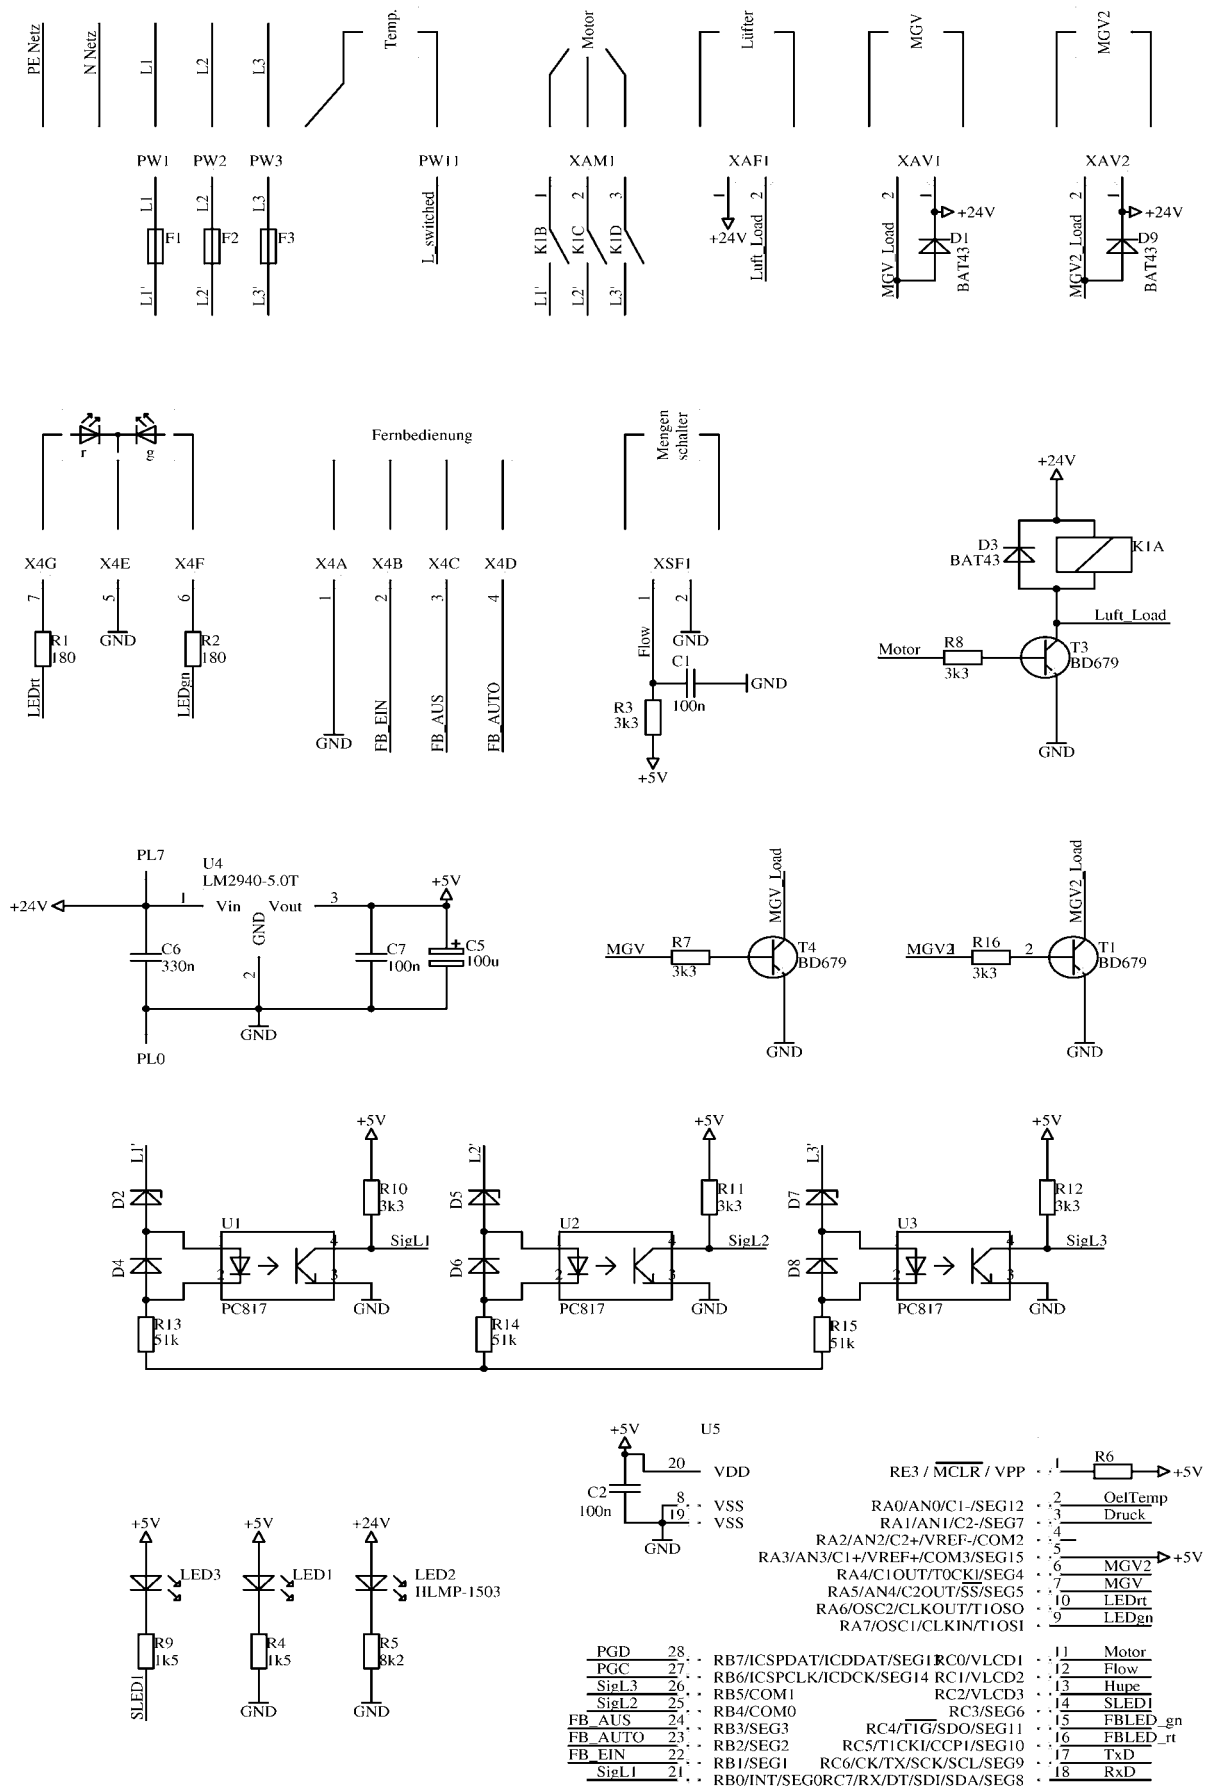 PE Netz
N Netz
L1
L2
L3
Temp.
Motor
Lüfter
MGV
MGV2
PW1
PW2
PW3
PW11
XAM1
XAF1
XAV1
XAV2
L1
L2
L3
L_switched
1
2
3
1
2
2
1
2
1
F1
F2
F3
K1B
K1C
K1D
+24V
Luft_Load
MGV_Load
+24V
D1
BAT43
MGV2_Load
+24V
D9
BAT43
L1'
L2'
L3'
L1'
L2'
L3'
r
g
Fernbedienung
Mengen
schalter
+24V
D3
BAT43
K1A
X4G
X4E
X4F
X4A
X4B
X4C
X4D
XSF1
7
5
6
1
2
3
4
1
2
R1
180
GND
R2
180
LEDrt
LEDgn
GND
FB_EIN
FB_AUS
FB_AUTO
Flow
GND
C1
100n
GND
R3
3k3
+5V
Luft_Load
Motor
R8
3k3
T3
BD679
GND
PL7
U4
LM2940-5.0T
+5V
+24V
1
Vin
Vout
3
GND
2
C6
330n
C7
100n
C5
100u
GND
PL0
MGV_Load
MGV
R7
3k3
T4
BD679
GND
MGV2_Load
MGV2
R16
3k3
2
T1
BD679
GND
L1'
+5V
D2
R10
3k3
U1
4
SigL1
D4
2
3
PC817
GND
R13
51k
L2'
+5V
D5
R11
3k3
U2
4
SigL2
D6
2
3
PC817
GND
R14
51k
L3'
+5V
D7
R12
3k3
U3
4
SigL3
D8
2
3
PC817
GND
R15
51k
+5V
LED3
R9
1k5
SLED1
+5V
LED1
R4
1k5
GND
+24V
LED2
HLMP-1503
R5
8k2
GND
+5V
U5
C2
100n
GND
20 VDD
8 VSS
19 VSS
RE3 / MCLR / VPP 1 R6 +5V
RA0/AN0/C1-/SEG12 2 OelTemp
RA1/AN1/C2-/SEG7 3 Druck
RA2/AN2/C2+/VREF-/COM2 4
RA3/AN3/C1+/VREF+/COM3/SEG15 5 +5V
RA4/C1OUT/T0CKI/SEG4 6 MGV2
RA5/AN4/C2OUT/SS/SEG5 7 MGV
RA6/OSC2/CLKOUT/T1OSO 10 LEDrt
RA7/OSC1/CLKIN/T1OSI 9 LEDgn
PGD 28 RB7/ICSPDAT/ICDDAT/SEG13 RC0/VLCD1 11 Motor
PGC 27 RB6/ICSPCLK/ICDCK/SEG14 RC1/VLCD2 12 Flow
SigL3 26 RB5/COM1 RC2/VLCD3 13 Hupe
SigL2 25 RB4/COM0 RC3/SEG6 14 SLED1
FB_AUS 24 RB3/SEG3 RC4/T1G/SDO/SEG11 15 FBLED_gn
FB_AUTO 23 RB2/SEG2 RC5/T1CKI/CCP1/SEG10 16 FBLED_rt
FB_EIN 22 RB1/SEG1 RC6/CK/TX/SCK/SCL/SEG9 17 TxD
SigL1 21 RB0/INT/SEG0 RC7/RX/DT/SDI/SDA/SEG8 18 RxD